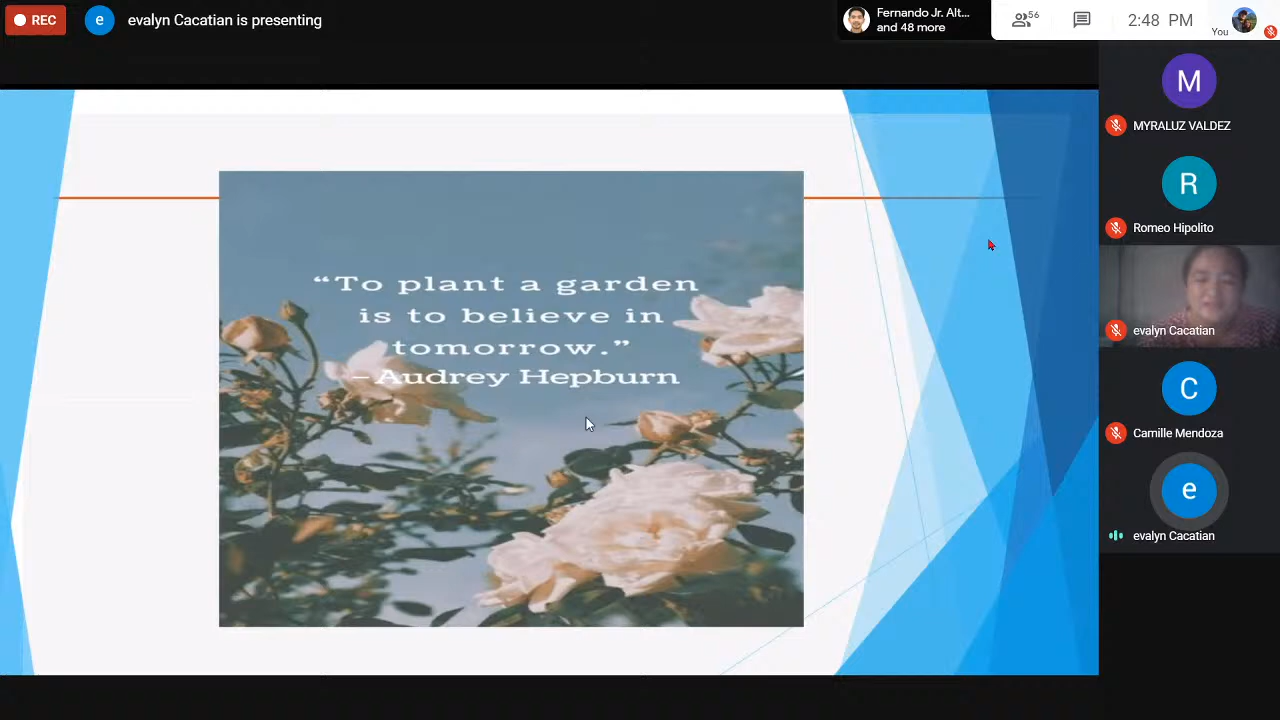 REC
e
evalyn Cacatian is presenting
Fernando Jr. Alt...
and 48 more
56
2:48 PM
You
“To plant a garden
is to believe in
tomorrow.”
–Audrey Hepburn
M
MYRALUZ VALDEZ
R
Romeo Hipolito
evalyn Cacatian
C
Camille Mendoza
e
evalyn Cacatian